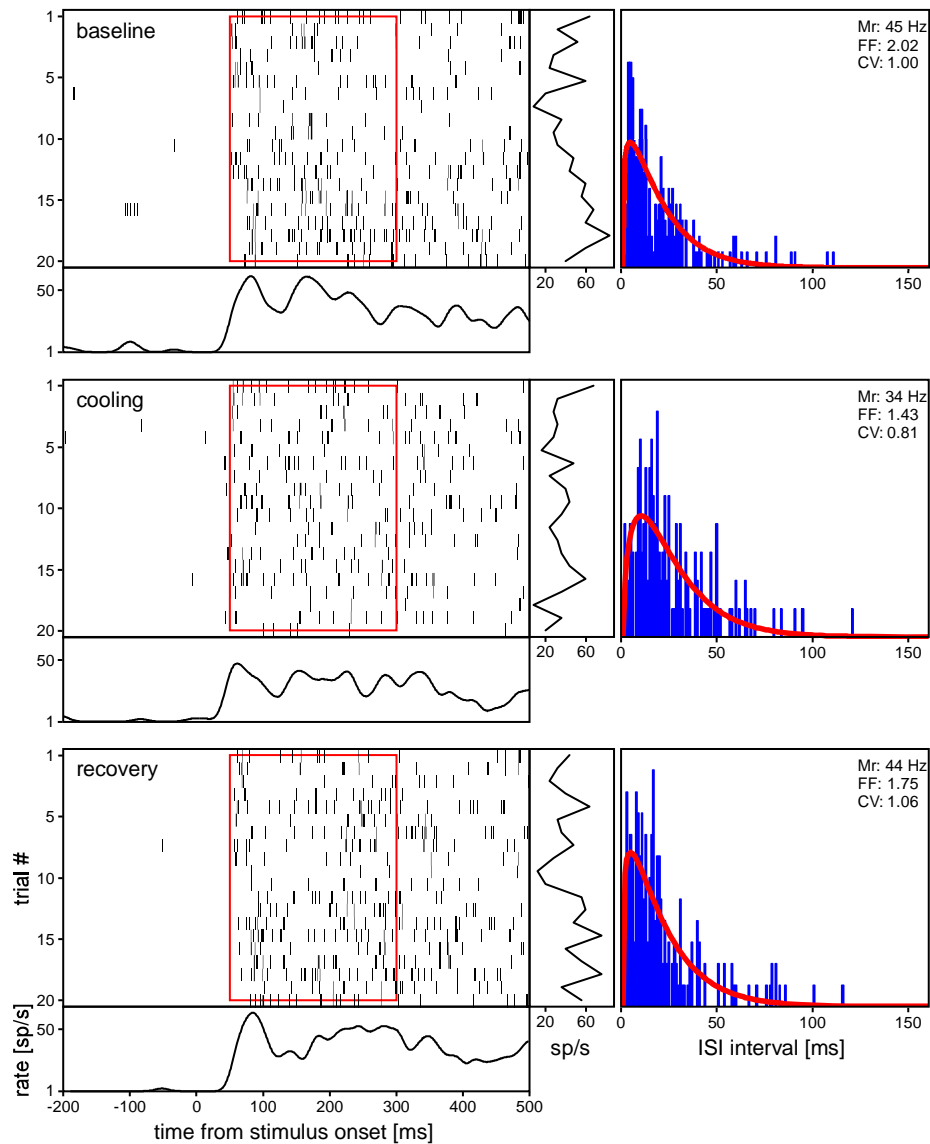 baseline
1
5
10
15
20
50
1
20 60
Mr: 45 Hz
FF: 2.02
CV: 1.00
0 50 100 150
cooling
1
5
10
15
20
50
1
20 60
Mr: 34 Hz
FF: 1.43
CV: 0.81
0 50 100 150
recovery
1
5
10
15
20
trial #
50
1
rate [sp/s]
-200 -100 0 100 200 300 400 500
time from stimulus onset [ms]
20 60
sp/s
Mr: 44 Hz
FF: 1.75
CV: 1.06
0 50 100 150
ISI interval [ms]